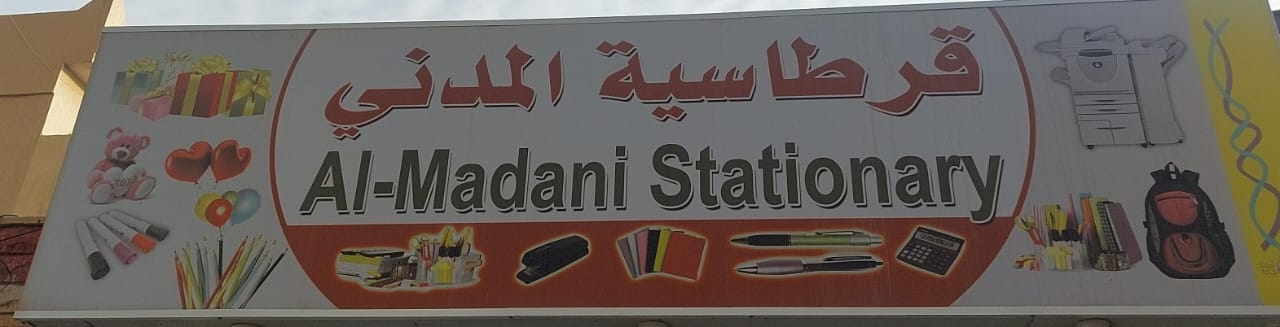 قرطاسية المدني
Al-Madani Stationary